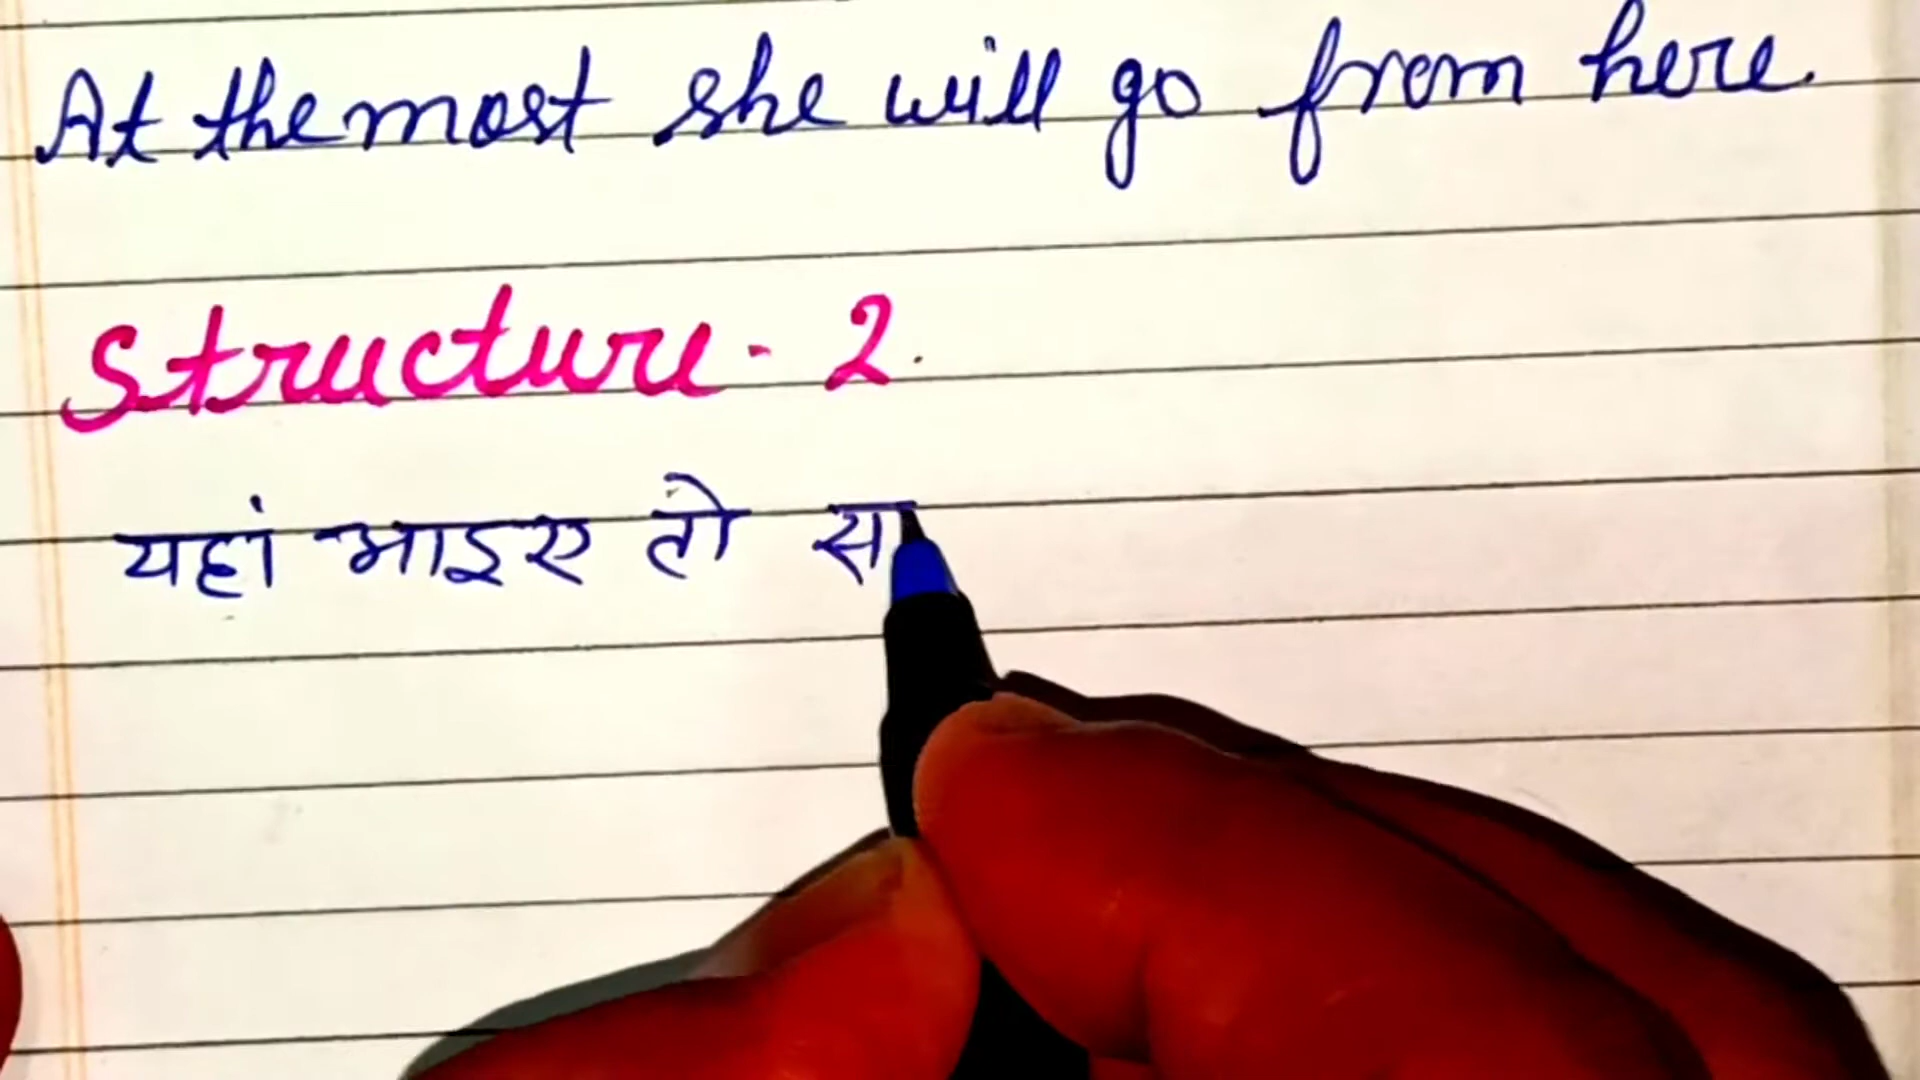 At the most she will go from here.
Structure - 2.
यहां आइए तो स